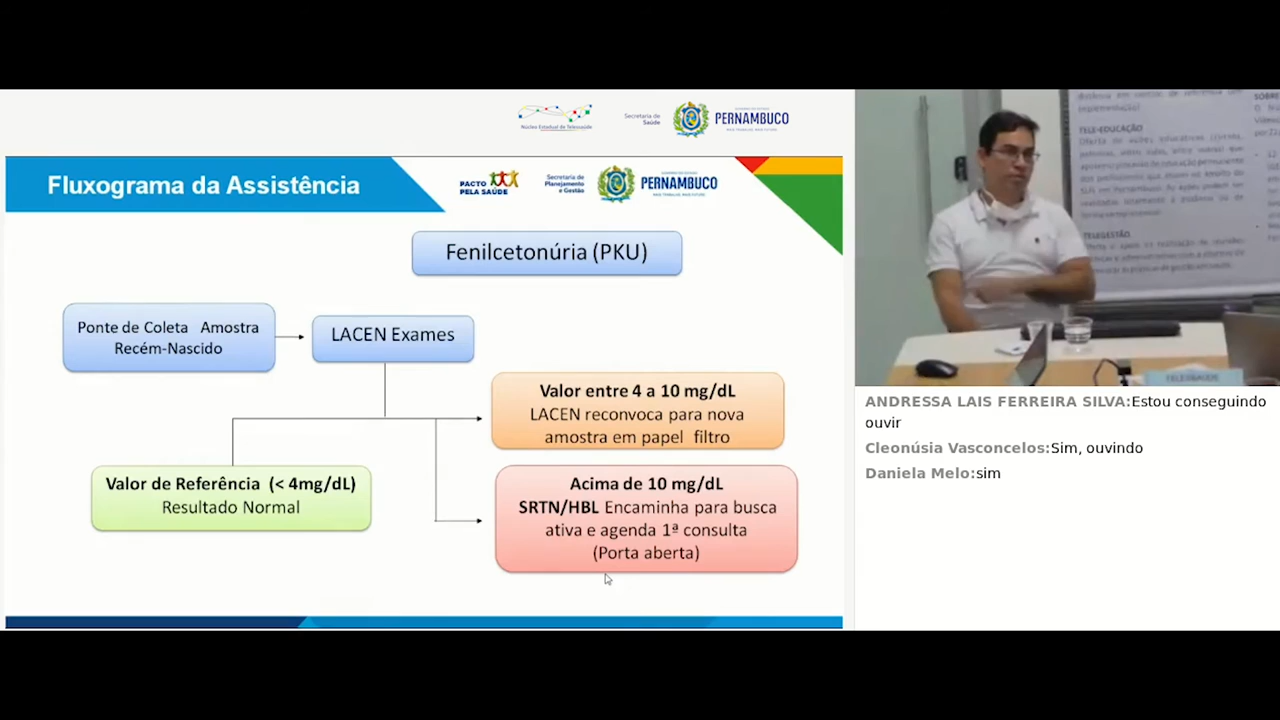 Núcleo Estadual de Telessaúde
Secretaria de
Saúde
PERNAMBUCO
Fluxograma da Assistência
PACTO
PELA SAÚDE
Secretaria de
Planejamento
e Gestão
PERNAMBUCO
Fenilcetonúria (PKU)
Ponte de Coleta Amostra
Recém-Nascido
LACEN Exames
Valor entre 4 a 10 mg/dL
LACEN reconvoca para nova
amostra em papel filtro
Valor de Referência (< 4mg/dL)
Resultado Normal
Acima de 10 mg/dL
SRTN/HBL Encaminha para busca
ativa e agenda 1ª consulta
(Porta aberta)
TELE-EDUCAÇÃO
TELEGESTÃO
TELESSAÚDE
ANDRESSA LAIS FERREIRA SILVA:Estou conseguindo
ouvir
Cleonúsia Vasconcelos:Sim, ouvindo
Daniela Melo:sim